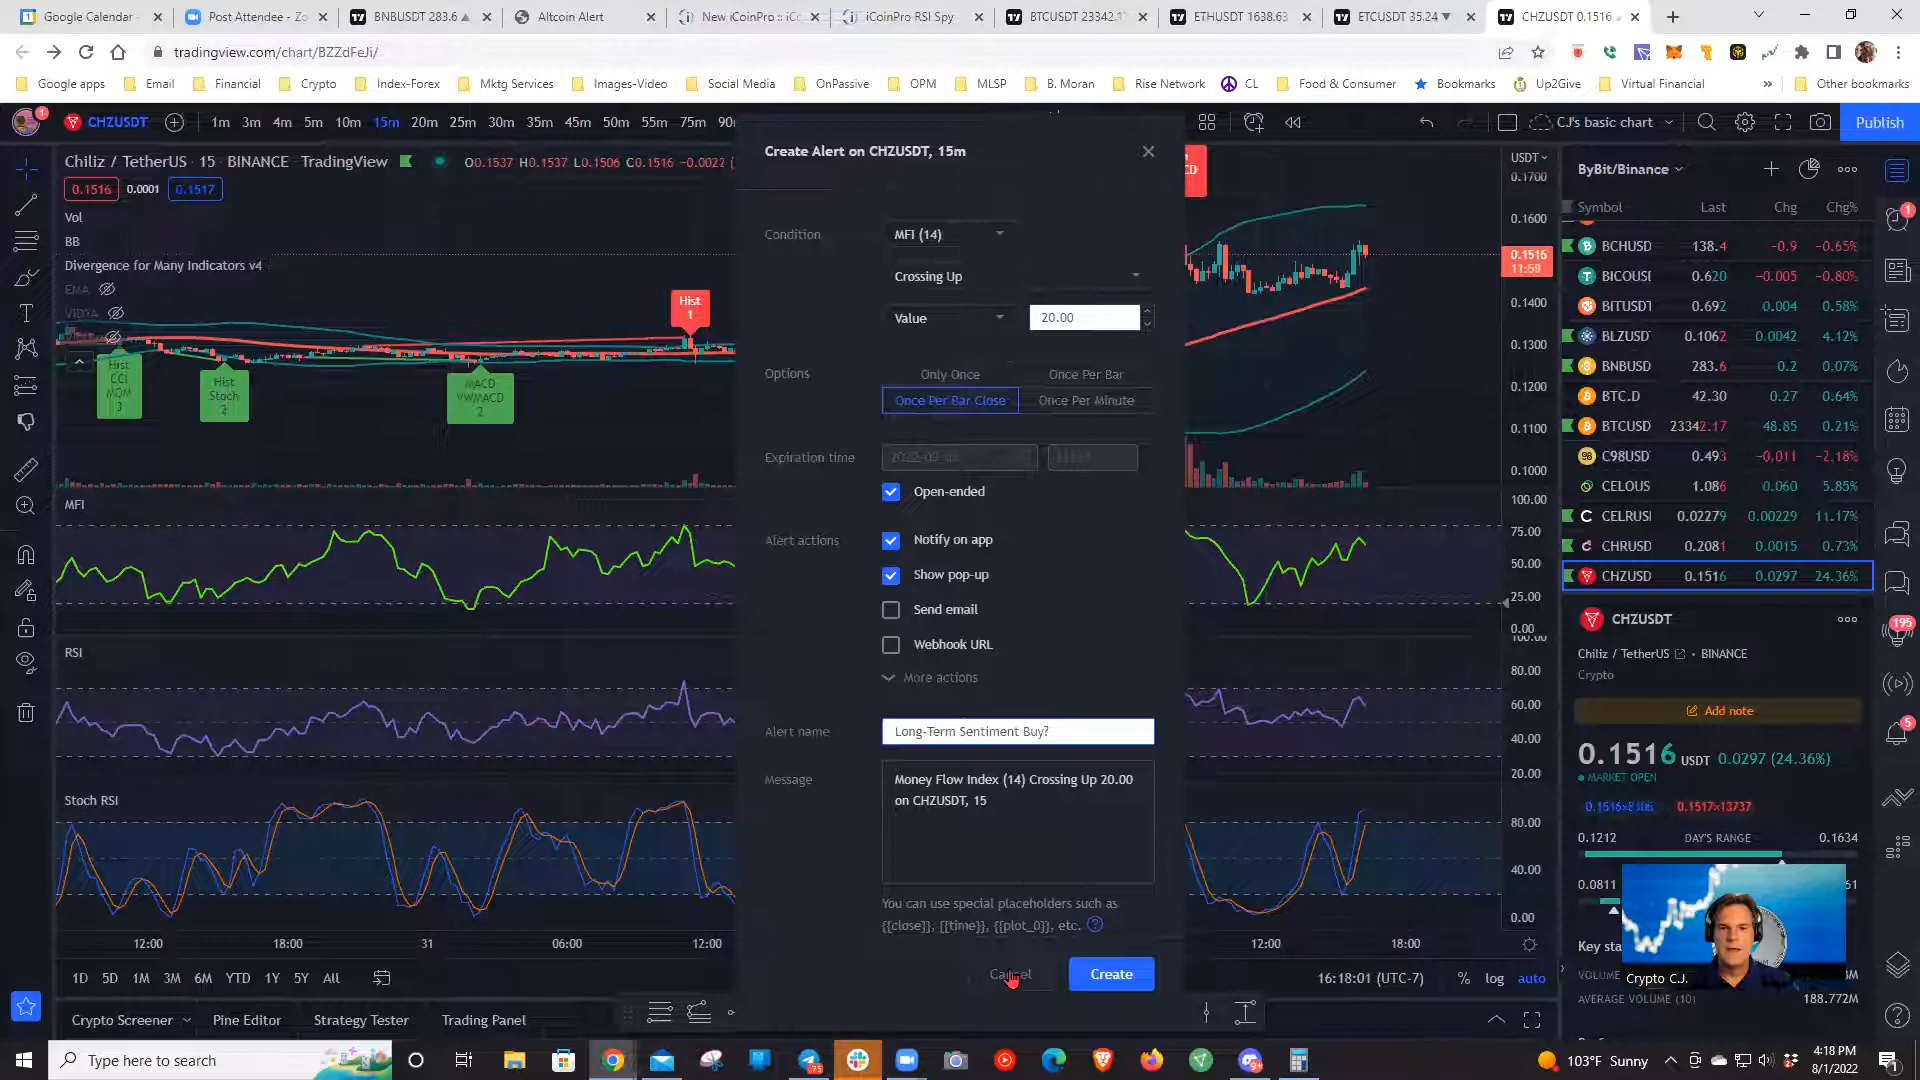 Google Calendar -
Post Attendee - Zo
BNBUSDT 283.6
Altcoin Alert
New iCoinPro :: iCo
iCoinPro RSI Spy
BTCUSDT 23342.1
ETHUSDT 1638.63
ETCUSDT 35.24
CHZUSDT 0.1516
tradingview.com/chart/BZZdFeJi/
Google apps
Email
Financial
Crypto
Index-Forex
Mktg Services
Images-Video
Social Media
OnPassive
OPM
MLSP
B. Moran
Rise Network
CL
Food & Consumer
Bookmarks
Up2Give
Virtual Financial
Other bookmarks
CHZUSDT
1m 3m 4m 5m 10m 15m 20m 25m 30m 35m 45m 50m 55m 75m 90
CJ's basic chart
Publish
Chiliz / TetherUS · 15 · BINANCE TradingView
O0.1537 H0.1537 L0.1506 C0.1516 -0.0022
0.1516 0.0001 0.1517
Vol
BB
Divergence for Many Indicators v4
EMA
VIDYA
Hist
CCI
MOM
3
Hist
Stoch
2
MACD
VWMACD
2
Hist
1
CD
MFI
RSI
Stoch RSI
12:00 18:00 31 06:00 12:00
12:00 18:00
1D 5D 1M 3M 6M YTD 1Y 5Y All
16:18:01 (UTC-7) % log auto
Crypto Screener
Pine Editor
Strategy Tester
Trading Panel
Create Alert on CHZUSDT, 15m
Condition
MFI (14)
Crossing Up
Value
20.00
Options
Only Once
Once Per Bar
Once Per Bar Close
Once Per Minute
Expiration time
Open-ended
Alert actions
Notify on app
Show pop-up
Send email
Webhook URL
More actions
Alert name
Long-Term Sentiment Buy?
Message
Money Flow Index (14) Crossing Up 20.00
on CHZUSDT, 15
You can use special placeholders such as
{{close}}, {{time}}, {{plot_0}}, etc.
Cancel
Create
USDT
0.1700
0.1600
0.1516
11:59
0.1400
0.1300
0.1200
0.1100
0.1000
100.00
75.00
50.00
25.00
0.00
100.00
80.00
60.00
40.00
20.00
80.00
40.00
0.00
ByBit/Binance
Symbol Last Chg Chg%
BCHUSD 138.4 -0.9 -0.65%
BICOUSI 0.620 -0.005 -0.80%
BITUSDT 0.692 0.004 0.58%
BLZUSD 0.1062 0.0042 4.12%
BNBUSD 283.6 0.2 0.07%
BTC.D 42.30 0.27 0.64%
BTCUSD 23342.17 48.85 0.21%
C98USD 0.493 -0.011 -2.18%
CELOUS 1.086 0.060 5.85%
CELRUSI 0.02279 0.00229 11.17%
CHRUSD 0.2081 0.0015 0.73%
CHZUSD 0.1516 0.0297 24.36%
CHZUSDT
Chiliz / TetherUS · BINANCE
Crypto
Add note
0.1516 USDT 0.0297 (24.36%)
MARKET OPEN
0.1517×13737
0.1212 DAY'S RANGE 0.1634
0.0811
61
Key sta
VOLUME
AVERAGE VOLUME (10) 188.772M
Crypto C.J.
1
195
5
Type here to search
75
103°F Sunny
4:18 PM
8/1/2022